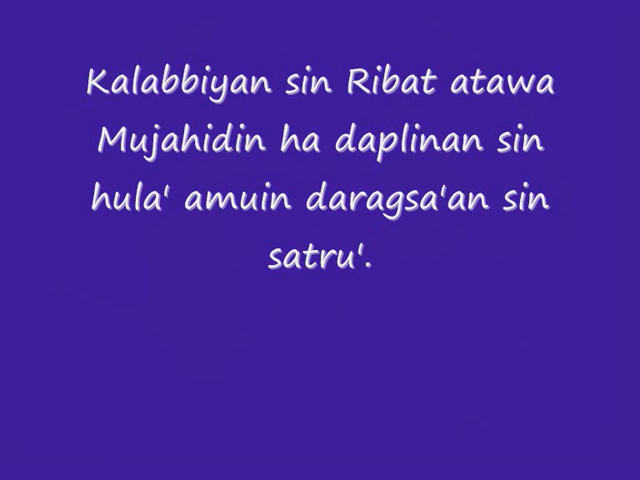 Kalabbiyan sin Ribat atawa
Mujahidin ha daplinan sin
hula' amuin daragsa'an sin
satru'.